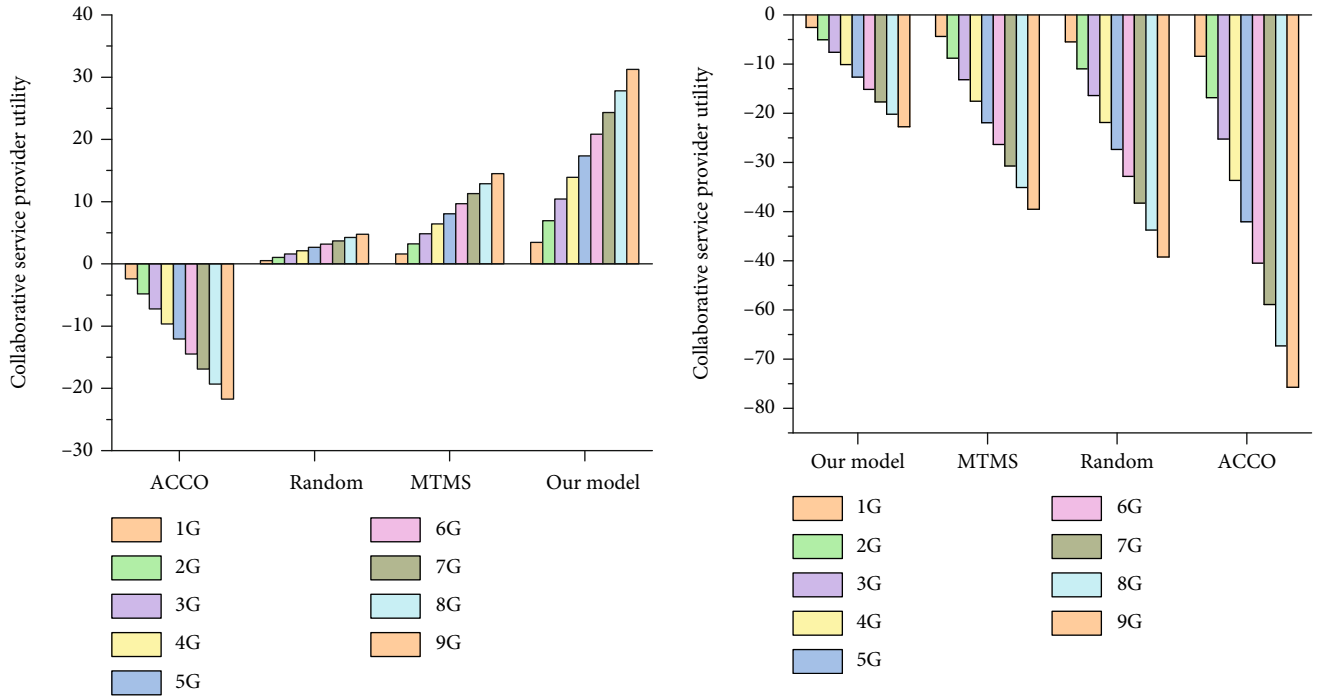 Collaborative service provider utility
40
30
20
10
0
−10
−20
−30
ACCO Random MTMS Our model
1G
2G
3G
4G
5G
6G
7G
8G
9G
Collaborative service provider utility
0
−10
−20
−30
−40
−40
−60
−70
−80
Our model MTMS Random ACCO
1G
2G
3G
4G
5G
6G
7G
8G
9G